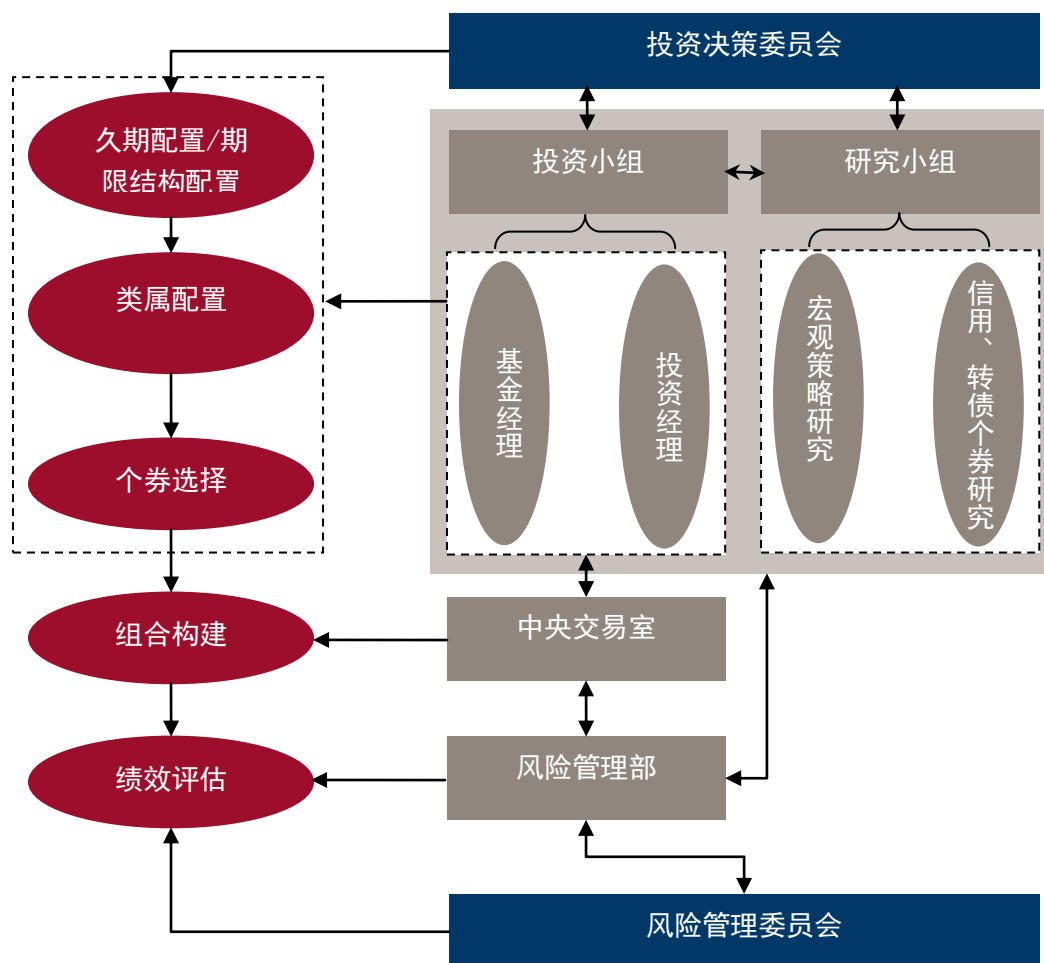 投资决策委员会
久期配置/期
限结构配置
投资小组
研究小组
类属配置
基金经理
投资经理
宏观策略研究
信用、转债个券研究
个券选择
组合构建
中央交易室
绩效评估
风险管理部
风险管理委员会